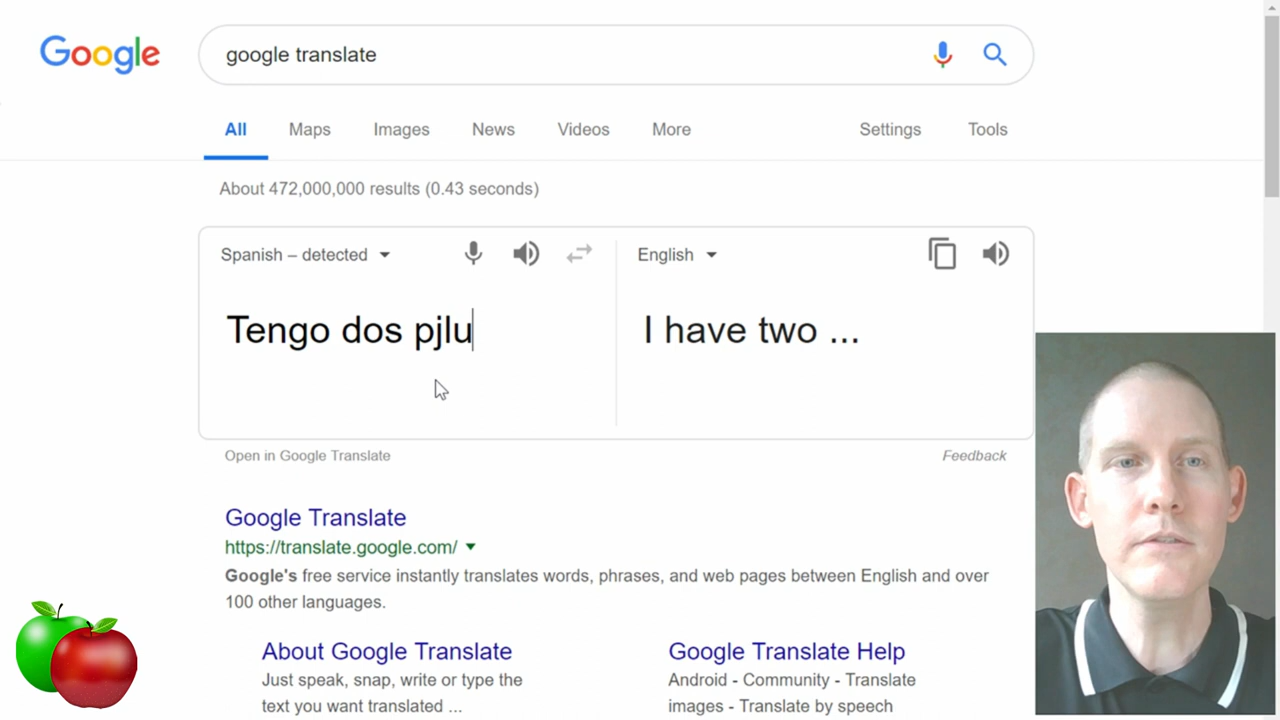 Google
google translate
All Maps Images News Videos More Settings Tools
About 472,000,000 results (0.43 seconds)
Spanish – detected English
Tengo dos pjlu I have two ...
Open in Google Translate Feedback
Google Translate
https://translate.google.com/
Google's free service instantly translates words, phrases, and web pages between English and over
100 other languages.
About Google Translate Google Translate Help
Just speak, snap, write or type the Android - Community - Translate
text you want translated ... images - Translate by speech